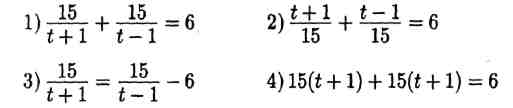 1) 15/(t+1) + 15/(t−1) = 6    2) (t+1)/15 + (t−1)/15 = 6
3) 15/(t+1) = 15/(t−1) − 6    4) 15(t+1) + 15(t+1) = 6